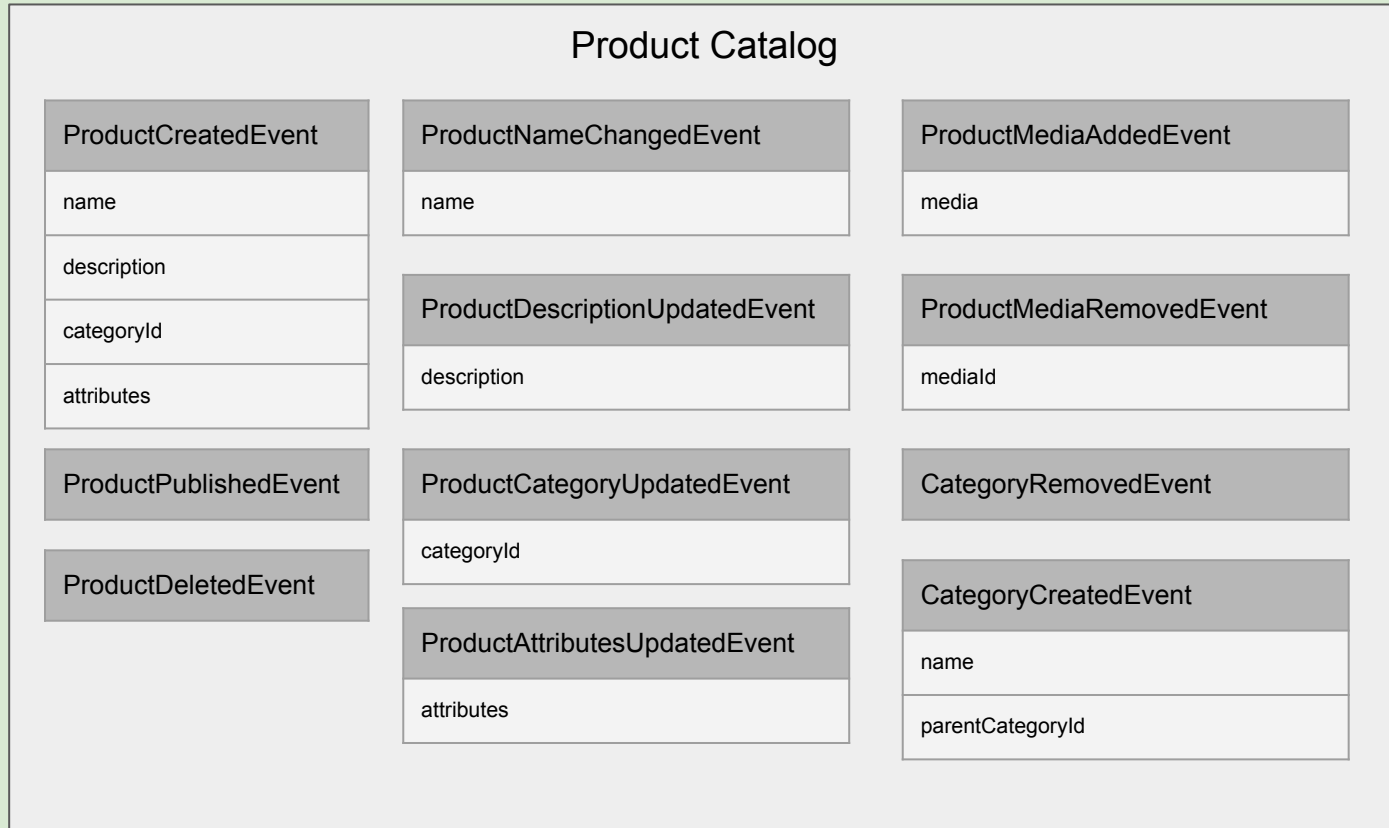 Product Catalog
ProductCreatedEvent
name
description
categoryId
attributes
ProductPublishedEvent
ProductDeletedEvent
ProductNameChangedEvent
name
ProductDescriptionUpdatedEvent
description
ProductCategoryUpdatedEvent
categoryId
ProductAttributesUpdatedEvent
attributes
ProductMediaAddedEvent
media
ProductMediaRemovedEvent
mediaId
CategoryRemovedEvent
CategoryCreatedEvent
name
parentCategoryId